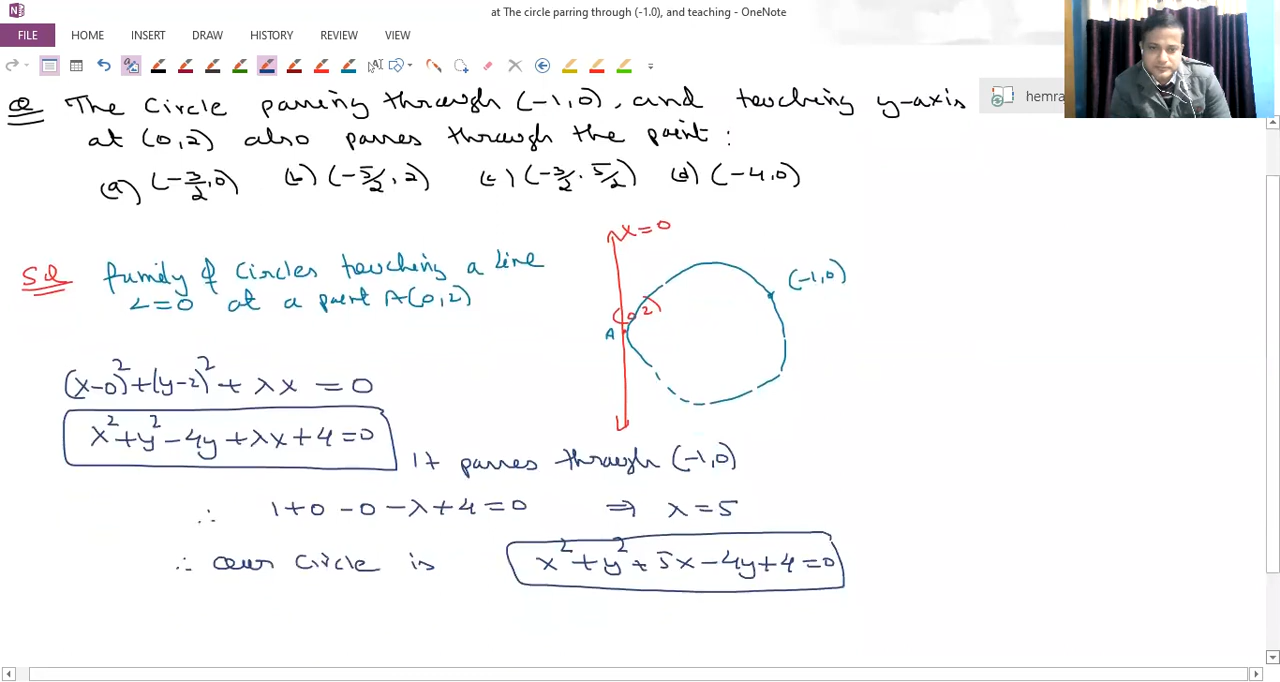 at The circle parring through (-1.0), and teaching - OneNote
FILE HOME INSERT DRAW HISTORY REVIEW VIEW
hemra
Q The Circle passing through (-1,0), and touching y-axis
at (0,2) also passes through the point :
(a) (-3/2,0) (b) (-5/2, 2) (c) (-3/2, 5/2) (d) (-4,0)
x=0
Sol family of Circles touching a line
L=0 at a point A(0,2)
(-1,0)
(0,2)
A
(x-0)²+(y-2)²+ λx = 0
x²+y²-4y+λx+4=0
It passes through (-1,0)
∴ 1+0-0-λ+4=0 ⇒ λ=5
∴ our Circle is x²+y²+5x-4y+4=0